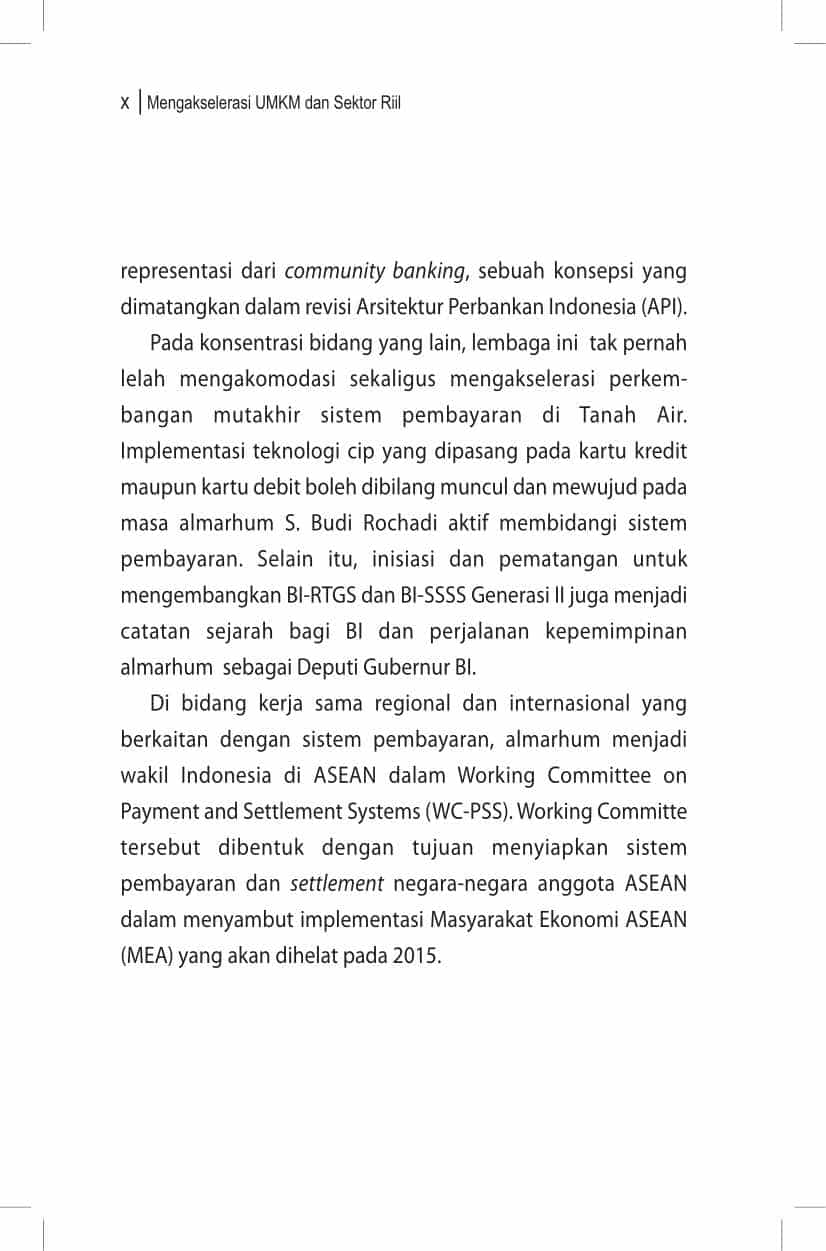 x | Mengakselerasi UMKM dan Sektor Riil
representasi dari community banking, sebuah konsepsi yang
dimatangkan dalam revisi Arsitektur Perbankan Indonesia (API).
Pada konsentrasi bidang yang lain, lembaga ini  tak pernah
lelah mengakomodasi sekaligus mengakselerasi perkem-
bangan mutakhir sistem pembayaran di Tanah Air.
Implementasi teknologi cip yang dipasang pada kartu kredit
maupun kartu debit boleh dibilang muncul dan mewujud pada
masa almarhum S. Budi Rochadi aktif membidangi sistem
pembayaran. Selain itu, inisiasi dan pematangan untuk
mengembangkan BI-RTGS dan BI-SSSS Generasi II juga menjadi
catatan sejarah bagi BI dan perjalanan kepemimpinan
almarhum  sebagai Deputi Gubernur BI.
Di bidang kerja sama regional dan internasional yang
berkaitan dengan sistem pembayaran, almarhum menjadi
wakil Indonesia di ASEAN dalam Working Committee on
Payment and Settlement Systems (WC-PSS). Working Committe
tersebut dibentuk dengan tujuan menyiapkan sistem
pembayaran dan settlement negara-negara anggota ASEAN
dalam menyambut implementasi Masyarakat Ekonomi ASEAN
(MEA) yang akan dihelat pada 2015.